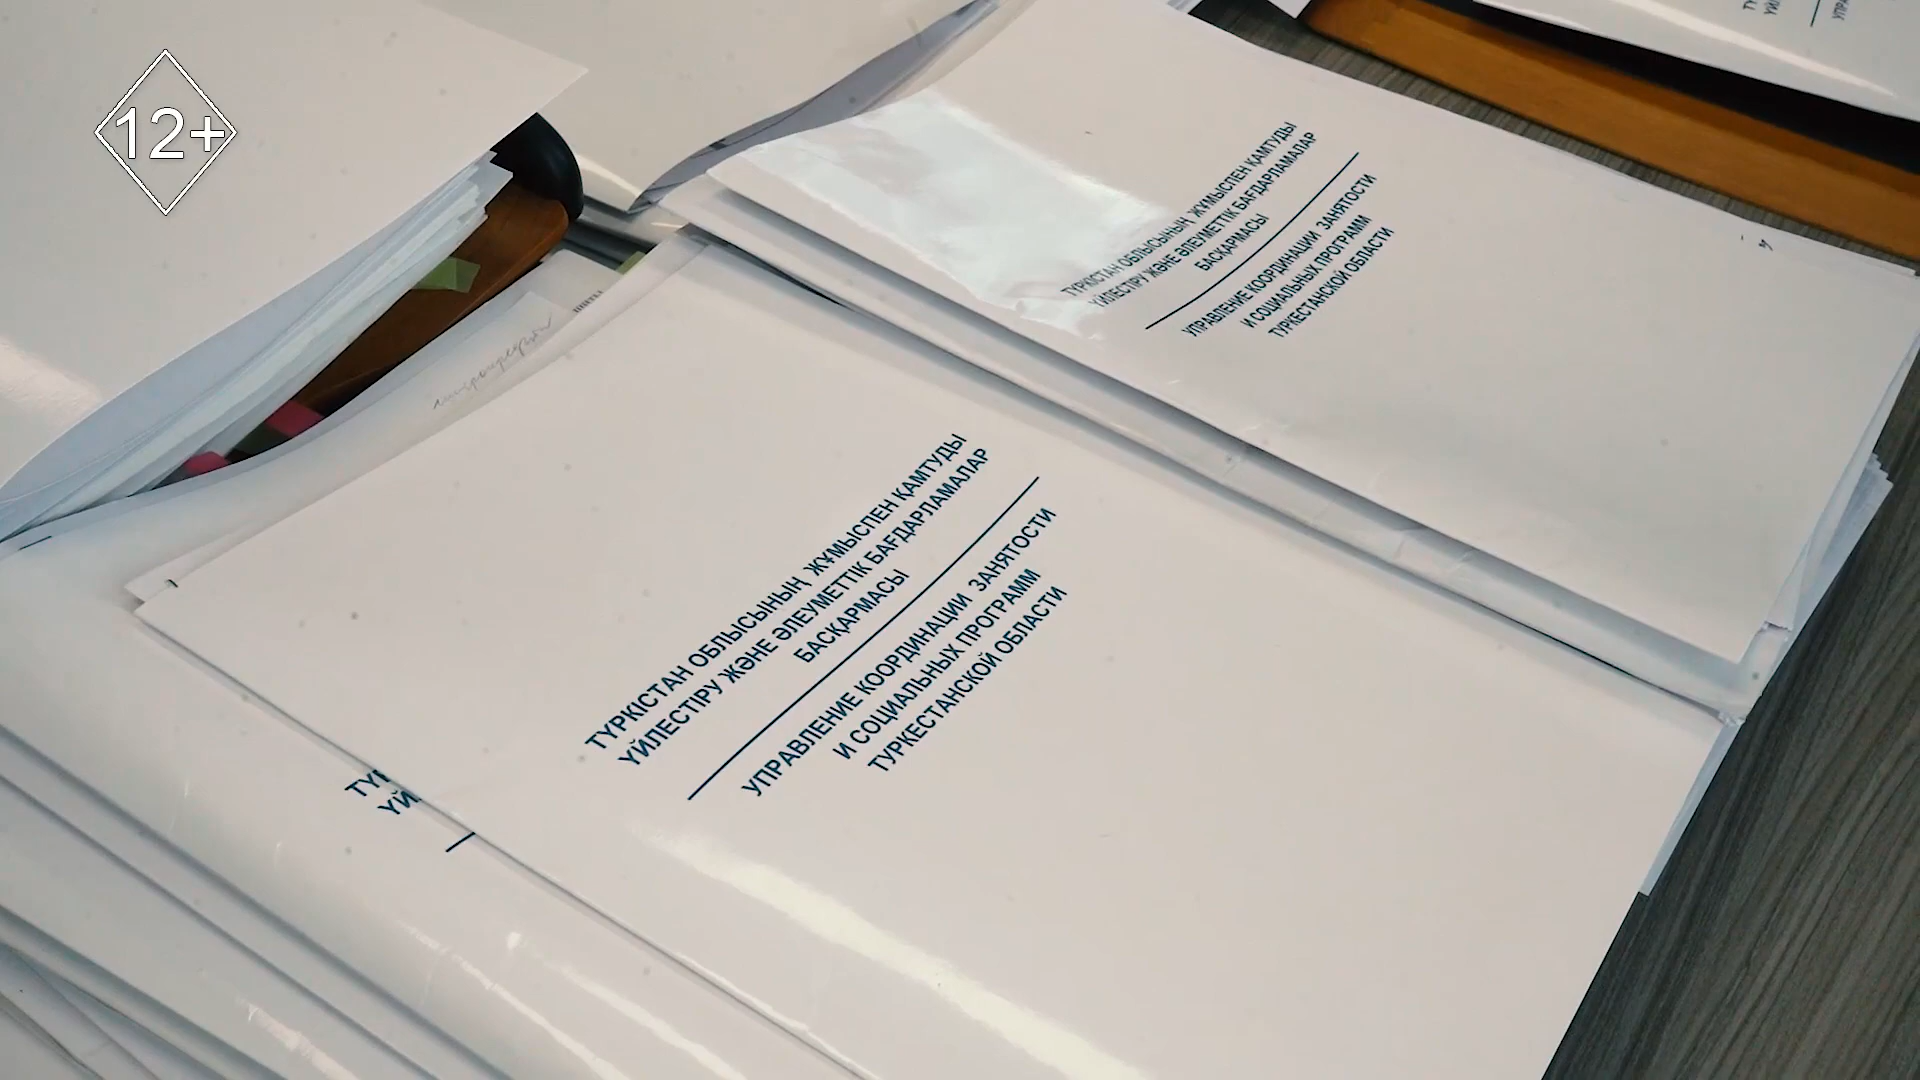 12+
ТҮРКІСТАН ОБЛЫСЫНЫҢ ЖҰМЫСПЕН ҚАМТУДЫ
ҮЙЛЕСТІРУ ЖӘНЕ ӘЛЕУМЕТТІК БАҒДАРЛАМАЛАР
БАСҚАРМАСЫ
УПРАВЛЕНИЕ КООРДИНАЦИИ ЗАНЯТОСТИ
И СОЦИАЛЬНЫХ ПРОГРАММ
ТУРКЕСТАНСКОЙ ОБЛАСТИ
ТҮРКІСТАН ОБЛЫСЫНЫҢ ЖҰМЫСПЕН ҚАМТУДЫ
ҮЙЛЕСТІРУ ЖӘНЕ ӘЛЕУМЕТТІК БАҒДАРЛАМАЛАР
БАСҚАРМАСЫ
УПРАВЛЕНИЕ КООРДИНАЦИИ ЗАНЯТОСТИ
И СОЦИАЛЬНЫХ ПРОГРАММ
ТУРКЕСТАНСКОЙ ОБЛАСТИ